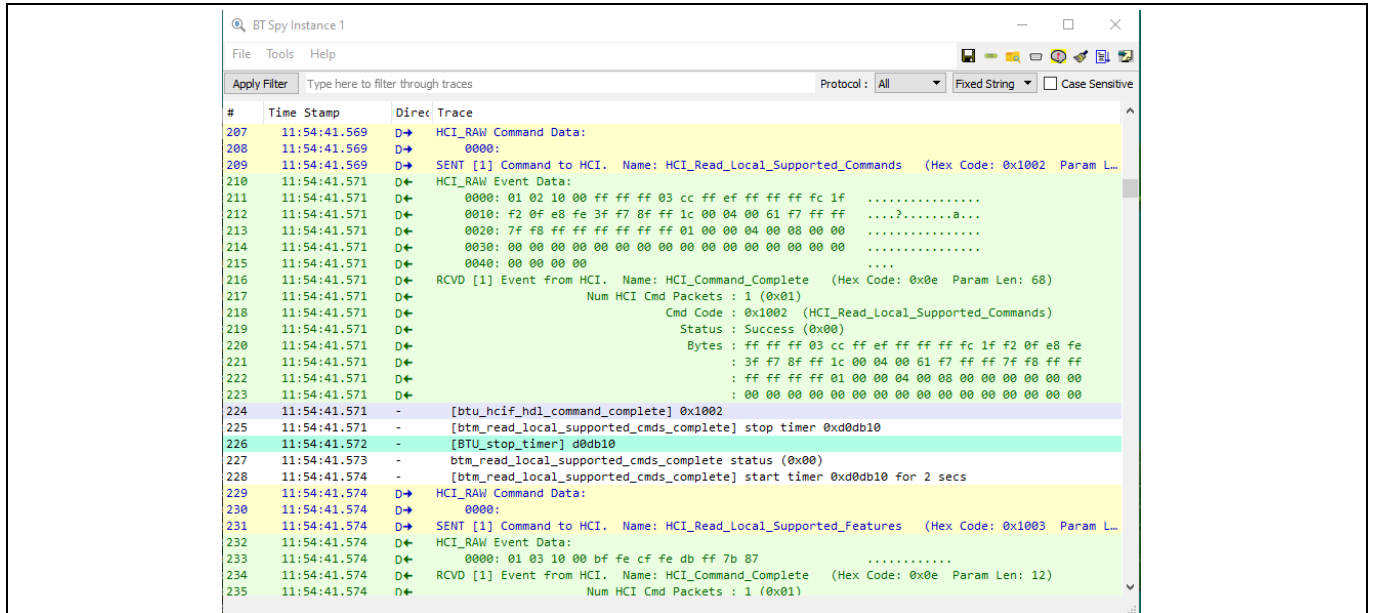 BT Spy Instance 1
File Tools Help
Apply Filter Type here to filter through traces Protocol : All Fixed String Case Sensitive
# Time Stamp Direc Trace
207 11:54:41.569 D→ HCI_RAW Command Data:
208 11:54:41.569 D→ 0000:
209 11:54:41.569 D→ SENT [1] Command to HCI. Name: HCI_Read_Local_Supported_Commands (Hex Code: 0x1002 Param L…
210 11:54:41.571 D← HCI_RAW Event Data:
211 11:54:41.571 D← 0000: 01 02 10 00 ff ff ff 03 cc ff ef ff ff ff fc 1f ................
212 11:54:41.571 D← 0010: f2 0f e8 fe 3f f7 8f ff 1c 00 04 00 61 f7 ff ff ....?.......a...
213 11:54:41.571 D← 0020: 7f f8 ff ff ff ff ff ff 01 00 00 04 00 08 00 00 ................
214 11:54:41.571 D← 0030: 00 00 00 00 00 00 00 00 00 00 00 00 00 00 00 00 ................
215 11:54:41.571 D← 0040: 00 00 00 00 ....
216 11:54:41.571 D← RCVD [1] Event from HCI. Name: HCI_Command_Complete (Hex Code: 0x0e Param Len: 68)
217 11:54:41.571 D← Num HCI Cmd Packets : 1 (0x01)
218 11:54:41.571 D← Cmd Code : 0x1002 (HCI_Read_Local_Supported_Commands)
219 11:54:41.571 D← Status : Success (0x00)
220 11:54:41.571 D← Bytes : ff ff ff 03 cc ff ef ff ff ff fc 1f f2 0f e8 fe
221 11:54:41.571 D← : 3f f7 8f ff 1c 00 04 00 61 f7 ff ff 7f f8 ff ff
222 11:54:41.571 D← : ff ff ff ff 01 00 00 04 00 08 00 00 00 00 00 00
223 11:54:41.571 D← : 00 00 00 00 00 00 00 00 00 00 00 00 00 00 00 00
224 11:54:41.571 - [btu_hcif_hdl_command_complete] 0x1002
225 11:54:41.571 - [btm_read_local_supported_cmds_complete] stop timer 0xd0db10
226 11:54:41.572 - [BTU_stop_timer] d0db10
227 11:54:41.573 - btm_read_local_supported_cmds_complete status (0x00)
228 11:54:41.574 - [btm_read_local_supported_cmds_complete] start timer 0xd0db10 for 2 secs
229 11:54:41.574 D→ HCI_RAW Command Data:
230 11:54:41.574 D→ 0000:
231 11:54:41.574 D→ SENT [1] Command to HCI. Name: HCI_Read_Local_Supported_Features (Hex Code: 0x1003 Param L…
232 11:54:41.574 D← HCI_RAW Event Data:
233 11:54:41.574 D← 0000: 01 03 10 00 bf fe cf fe db ff 7b 87 ............
234 11:54:41.574 D← RCVD [1] Event from HCI. Name: HCI_Command_Complete (Hex Code: 0x0e Param Len: 12)
235 11:54:41.574 D← Num HCI Cmd Packets : 1 (0x01)